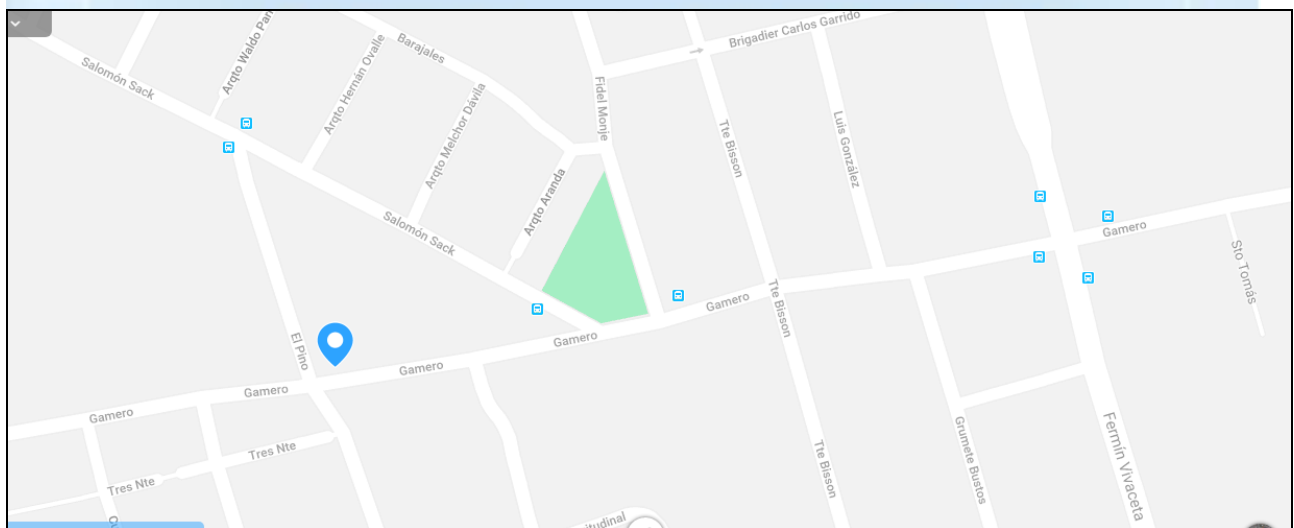 Brigadier Carlos Garrido
Arqto Waldo Par
Barajales
Arqto Hernán Ovalle
Salomón Sack
Fidel Monje
Arqto Melchor Dávila
Tte Bisson
Luis González
Arqto Aranda
Salomón Sack
Gamero
Sto Tomás
Tte Bisson
Gamero
El Pino
Gamero
Gamero
Gamero
Gamero
Fermín Vivaceta
Tres Nte
Tte Bisson
Grumete Bustos
Tres Nte
itudinal